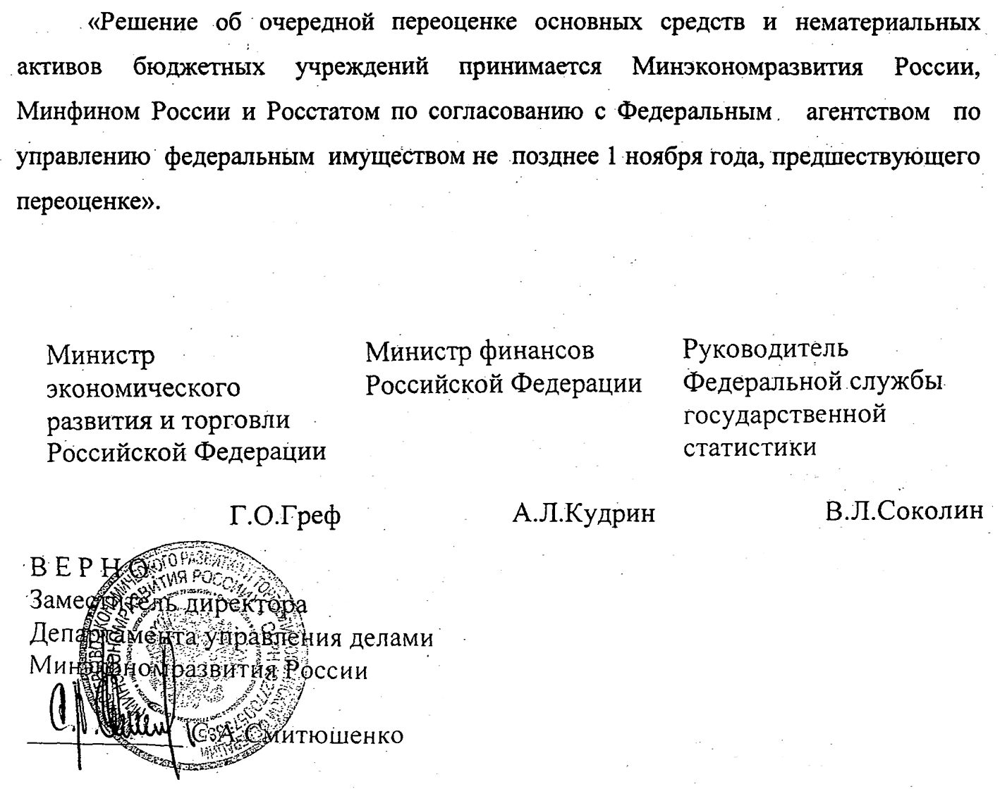 «Решение об очередной переоценке основных средств и нематериальных
активов бюджетных учреждений принимается Минэкономразвития России,
Минфином России и Росстатом по согласованию с Федеральным агентством по
управлению федеральным имуществом не позднее 1 ноября года, предшествующего
переоценке».
Министр
экономического
развития и торговли
Российской Федерации
Г.О.Греф
Министр финансов
Российской Федерации
А.Л.Кудрин
Руководитель
Федеральной службы
государственной
статистики
В.Л.Соколин
В Е Р Н О
Заместитель директора
Департамента управления делами
Минэкономразвития России
С.А.Смитюшенко